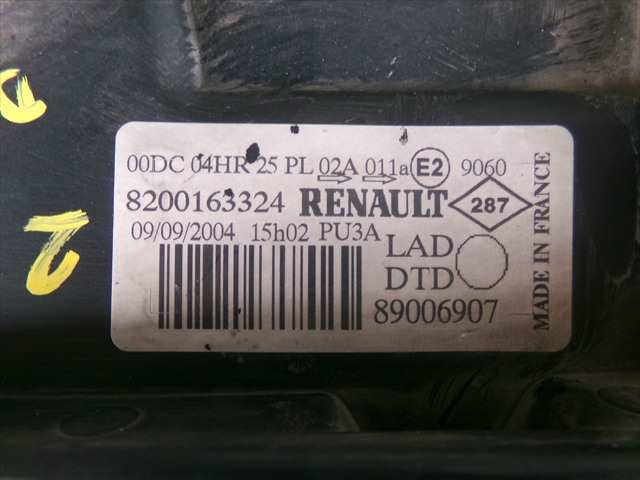 00DC 04HR 25 PL 02A 011a E2 9060
8200163324 RENAULT 287
09/09/2004 15h02 PU3A
LAD
DTD
89006907
MADE IN FRANCE
2